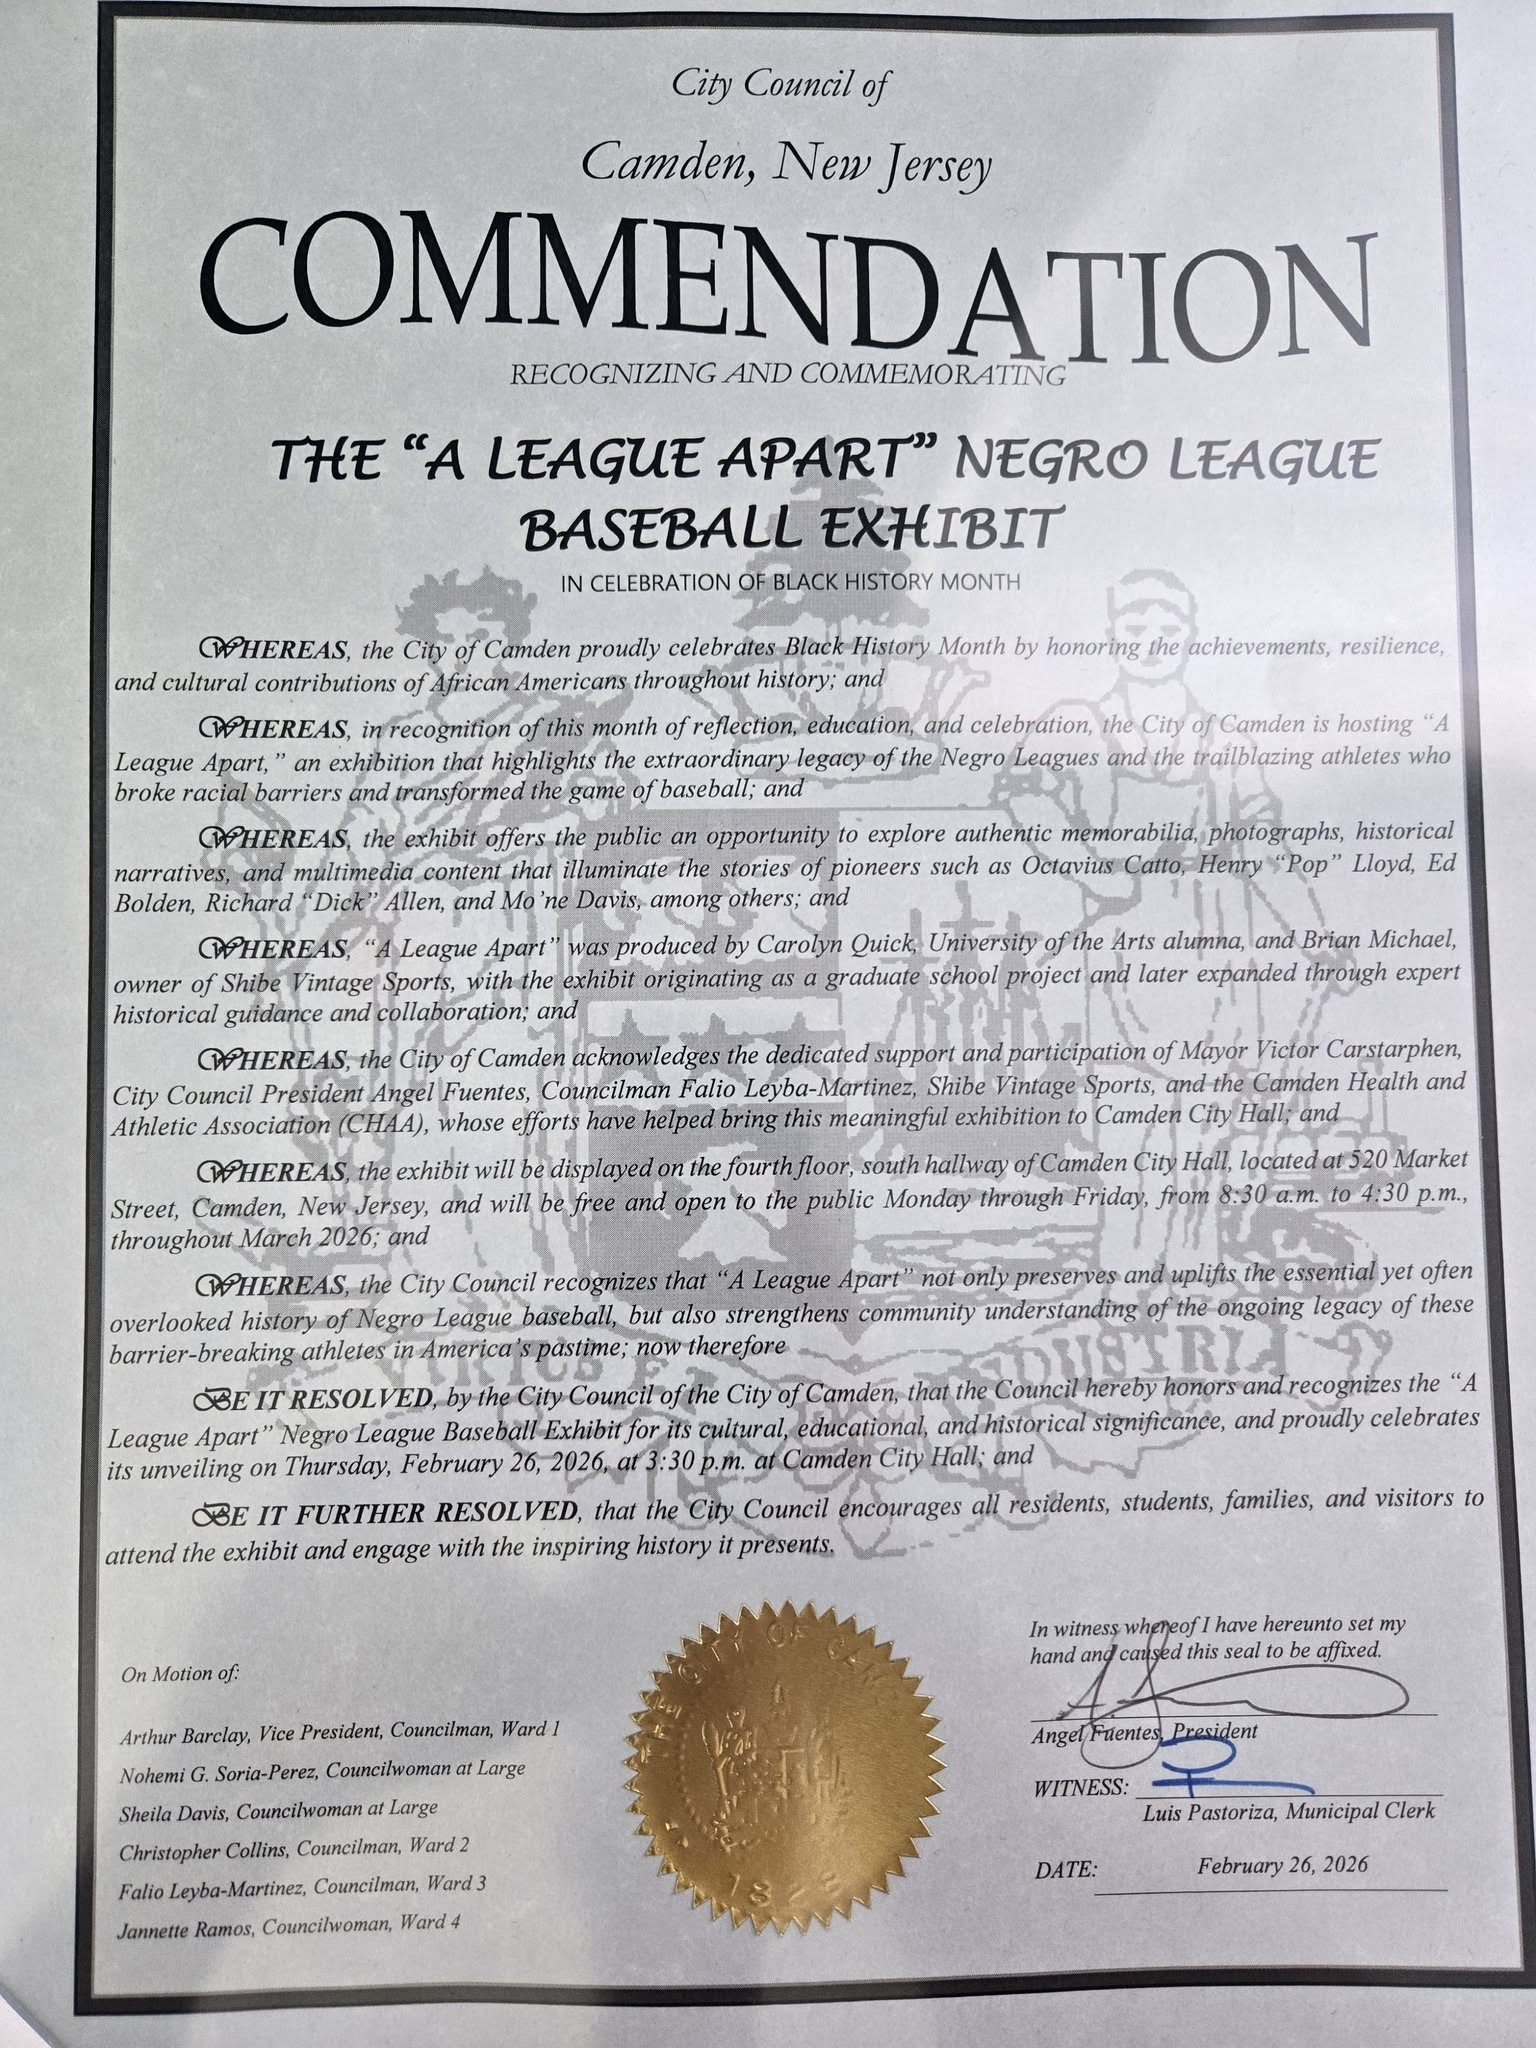 City Council of
Camden, New Jersey
COMMENDATION
RECOGNIZING AND COMMEMORATING
THE “A LEAGUE APART” NEGRO LEAGUE
BASEBALL EXHIBIT
IN CELEBRATION OF BLACK HISTORY MONTH
WHEREAS, the City of Camden proudly celebrates Black History Month by honoring the achievements, resilience,
and cultural contributions of African Americans throughout history; and
WHEREAS, in recognition of this month of reflection, education, and celebration, the City of Camden is hosting “A
League Apart,” an exhibition that highlights the extraordinary legacy of the Negro Leagues and the trailblazing athletes who
broke racial barriers and transformed the game of baseball; and
WHEREAS, the exhibit offers the public an opportunity to explore authentic memorabilia, photographs, historical
narratives, and multimedia content that illuminate the stories of pioneers such as Octavius Catto, Henry “Pop” Lloyd, Ed
Bolden, Richard “Dick” Allen, and Mo’ne Davis, among others; and
WHEREAS, “A League Apart” was produced by Carolyn Quick, University of the Arts alumna, and Brian Michael,
owner of Shibe Vintage Sports, with the exhibit originating as a graduate school project and later expanded through expert
historical guidance and collaboration; and
WHEREAS, the City of Camden acknowledges the dedicated support and participation of Mayor Victor Carstarphen,
City Council President Angel Fuentes, Councilman Falio Leyba-Martinez, Shibe Vintage Sports, and the Camden Health and
Athletic Association (CHAA), whose efforts have helped bring this meaningful exhibition to Camden City Hall; and
WHEREAS, the exhibit will be displayed on the fourth floor, south hallway of Camden City Hall, located at 520 Market
Street, Camden, New Jersey, and will be free and open to the public Monday through Friday, from 8:30 a.m. to 4:30 p.m.,
throughout March 2026; and
WHEREAS, the City Council recognizes that “A League Apart” not only preserves and uplifts the essential yet often
overlooked history of Negro League baseball, but also strengthens community understanding of the ongoing legacy of these
barrier-breaking athletes in America’s pastime; now therefore
BE IT RESOLVED, by the City Council of the City of Camden, that the Council hereby honors and recognizes the “A
League Apart” Negro League Baseball Exhibit for its cultural, educational, and historical significance, and proudly celebrates
its unveiling on Thursday, February 26, 2026, at 3:30 p.m. at Camden City Hall; and
BE IT FURTHER RESOLVED, that the City Council encourages all residents, students, families, and visitors to
attend the exhibit and engage with the inspiring history it presents.
On Motion of:
Arthur Barclay, Vice President, Councilman, Ward 1
Nohemi G. Soria-Perez, Councilwoman at Large
Sheila Davis, Councilwoman at Large
Christopher Collins, Councilman, Ward 2
Falio Leyba-Martinez, Councilman, Ward 3
Jannette Ramos, Councilwoman, Ward 4
CITY OF
In witness whereof I have hereunto set my
hand and caused this seal to be affixed.
Angel Fuentes, President
WITNESS:
Luis Pastoriza, Municipal Clerk
DATE: February 26, 2026